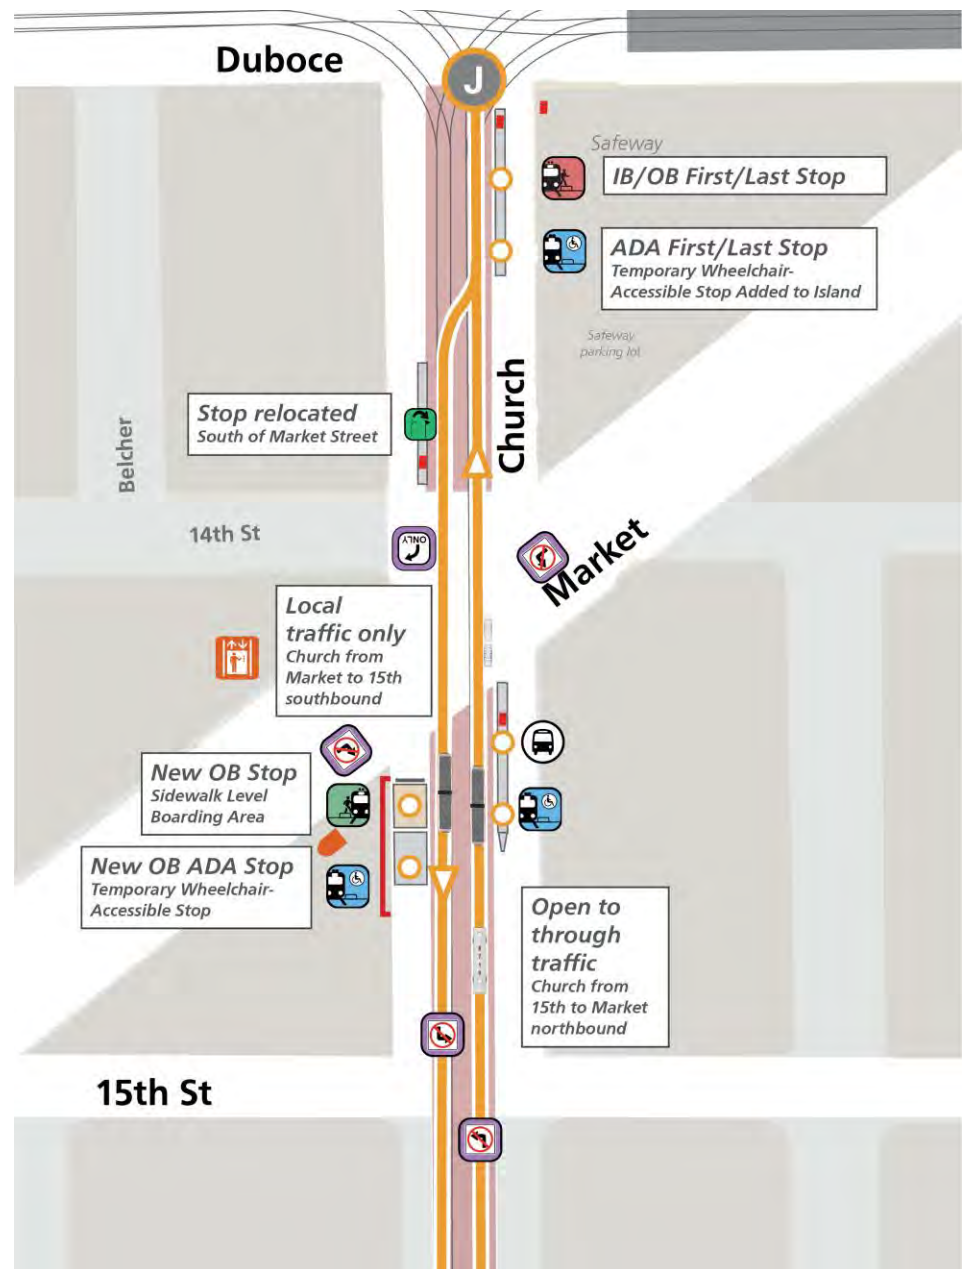 Duboce
J
Safeway
IB/OB First/Last Stop
ADA First/Last Stop
Temporary Wheelchair-
Accessible Stop Added to Island
Safeway
parking lot
Church
Stop relocated
South of Market Street
Belcher
14th St
ONLY
Market
Local
traffic only
Church from
Market to 15th
southbound
New OB Stop
Sidewalk Level
Boarding Area
New OB ADA Stop
Temporary Wheelchair-
Accessible Stop
Open to
through
traffic
Church from
15th to Market
northbound
15th St